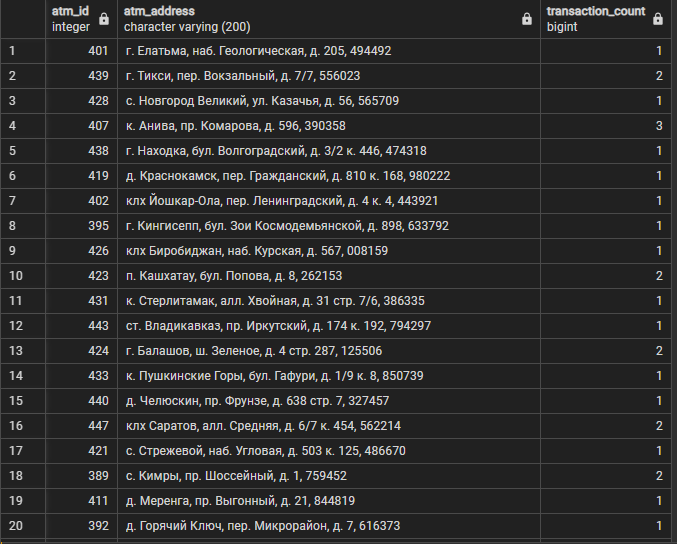 atm_id atm_address transaction_count
integer character varying (200) bigint
1 401 г. Елатьма, наб. Геологическая, д. 205, 494492 1
2 439 г. Тикси, пер. Вокзальный, д. 7/7, 556023 2
3 428 с. Новгород Великий, ул. Казачья, д. 56, 565709 1
4 407 к. Анива, пр. Комарова, д. 596, 390358 3
5 438 г. Находка, бул. Волгоградский, д. 3/2 к. 446, 474318 1
6 419 д. Краснокамск, пер. Гражданский, д. 810 к. 168, 980222 1
7 402 клх Йошкар-Ола, пер. Ленинградский, д. 4 к. 4, 443921 1
8 395 г. Кингисепп, бул. Зои Космодемьянской, д. 898, 633792 1
9 426 клх Биробиджан, наб. Курская, д. 567, 008159 1
10 423 п. Кашхатау, бул. Попова, д. 8, 262153 2
11 431 к. Стерлитамак, алл. Хвойная, д. 31 стр. 7/6, 386335 1
12 443 ст. Владикавказ, пр. Иркутский, д. 174 к. 192, 794297 1
13 424 г. Балашов, ш. Зеленое, д. 4 стр. 287, 125506 2
14 433 к. Пушкинские Горы, бул. Гафури, д. 1/9 к. 8, 850739 1
15 440 д. Челюскин, пр. Фрунзе, д. 638 стр. 7, 327457 1
16 447 клх Саратов, алл. Средняя, д. 6/7 к. 454, 562214 2
17 421 с. Стрежевой, наб. Угловая, д. 503 к. 125, 486670 1
18 389 с. Кимры, пр. Шоссейный, д. 1, 759452 2
19 411 д. Меренга, пр. Выгонный, д. 21, 844819 1
20 392 д. Горячий Ключ, пер. Микрорайон, д. 7, 616373 1